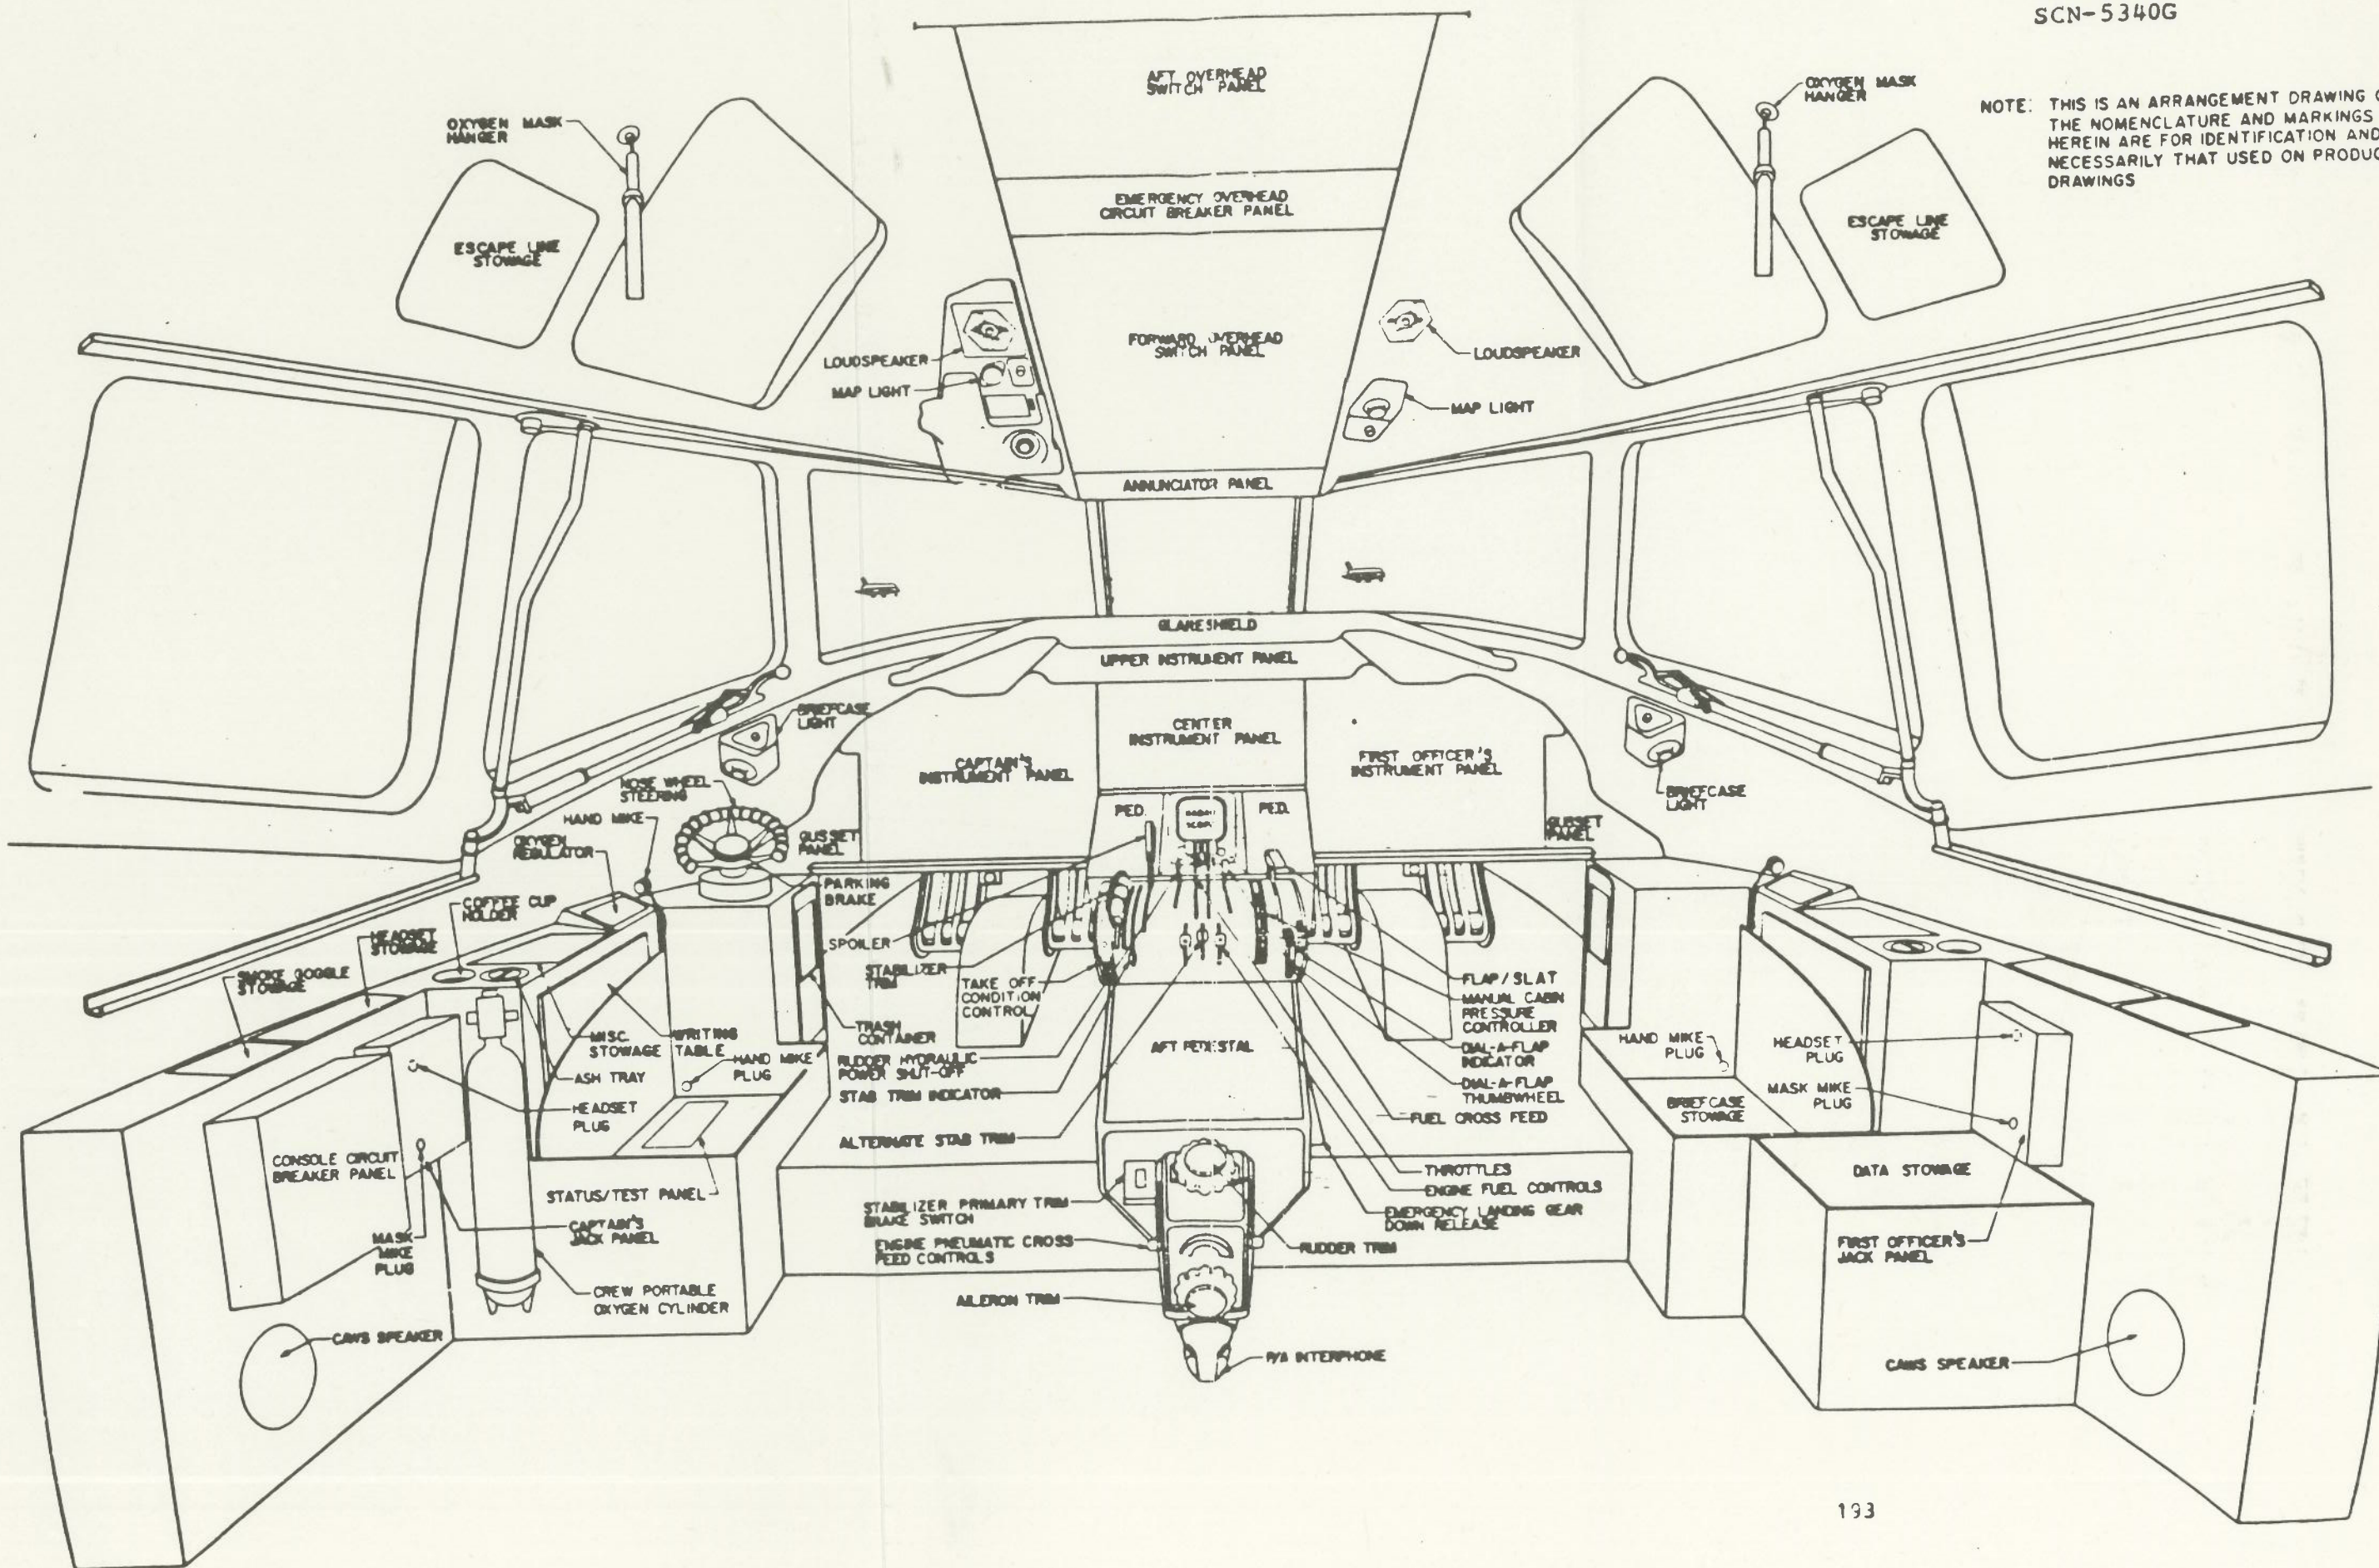 SCN-5340G
NOTE: THIS IS AN ARRANGEMENT DRAWING
THE NOMENCLATURE AND MARKINGS
HEREIN ARE FOR IDENTIFICATION AND
NECESSARILY THAT USED ON
DRAWINGS
OXYGEN MASK
HANGER
ESCAPE LINE
STOWAGE
AFT OVERHEAD
SWITCH PANEL
EMERGENCY OVERHEAD
CIRCUIT BREAKER PANEL
FORWARD OVERHEAD
SWITCH PANEL
OXYGEN MASK
HANGER
ESCAPE LINE
STOWAGE
LOUDSPEAKER
MAP LIGHT
LOUDSPEAKER
MAP LIGHT
ANNUNCIATOR PANEL
GLARESHIELD
UPPER INSTRUMENT PANEL
CENTER
INSTRUMENT PANEL
CAPTAIN'S
INSTRUMENT PANEL
FIRST OFFICER'S
INSTRUMENT PANEL
BRIEFCASE
LIGHT
BRIEFCASE
LIGHT
NOSE WHEEL
STEERING
HAND MIKE
OXYGEN
REGULATOR
GUSSET
PANEL
GUSSET
PANEL
PED.
PED.
COFFEE CUP
HOLDER
HEADSET
STOWAGE
SMOKE GOGGLE
STOWAGE
PARKING
BRAKE
SPOILER
STABILIZER
TRIM
TAKE OFF
CONDITION
CONTROL
TRASH
CONTAINER
RUDDER HYDRAULIC
POWER SHUT-OFF
STAB TRIM INDICATOR
ALTERNATE STAB TRIM
MISC.
STOWAGE
WRITING
TABLE
ASH TRAY
HAND MIKE
PLUG
HEADSET
PLUG
CONSOLE CIRCUIT
BREAKER PANEL
STATUS/TEST PANEL
CAPTAIN'S
JACK PANEL
MASK
MIKE
PLUG
CREW PORTABLE
OXYGEN CYLINDER
CAWS SPEAKER
AFT PEDESTAL
STABILIZER PRIMARY TRIM
BRAKE SWITCH
ENGINE PNEUMATIC CROSS
FEED CONTROLS
AILERON TRIM
FLAP/SLAT
MANUAL CABIN
PRESSURE
CONTROLLER
DIAL-A-FLAP
INDICATOR
DIAL-A-FLAP
THUMBWHEEL
FUEL CROSS FEED
THROTTLES
ENGINE FUEL CONTROLS
EMERGENCY LANDING GEAR
DOWN RELEASE
RUDDER TRIM
P/A INTERPHONE
HAND MIKE
PLUG
HEADSET
PLUG
MASK MIKE
PLUG
BRIEFCASE
STOWAGE
DATA STOWAGE
FIRST OFFICER'S
JACK PANEL
CAWS SPEAKER
193